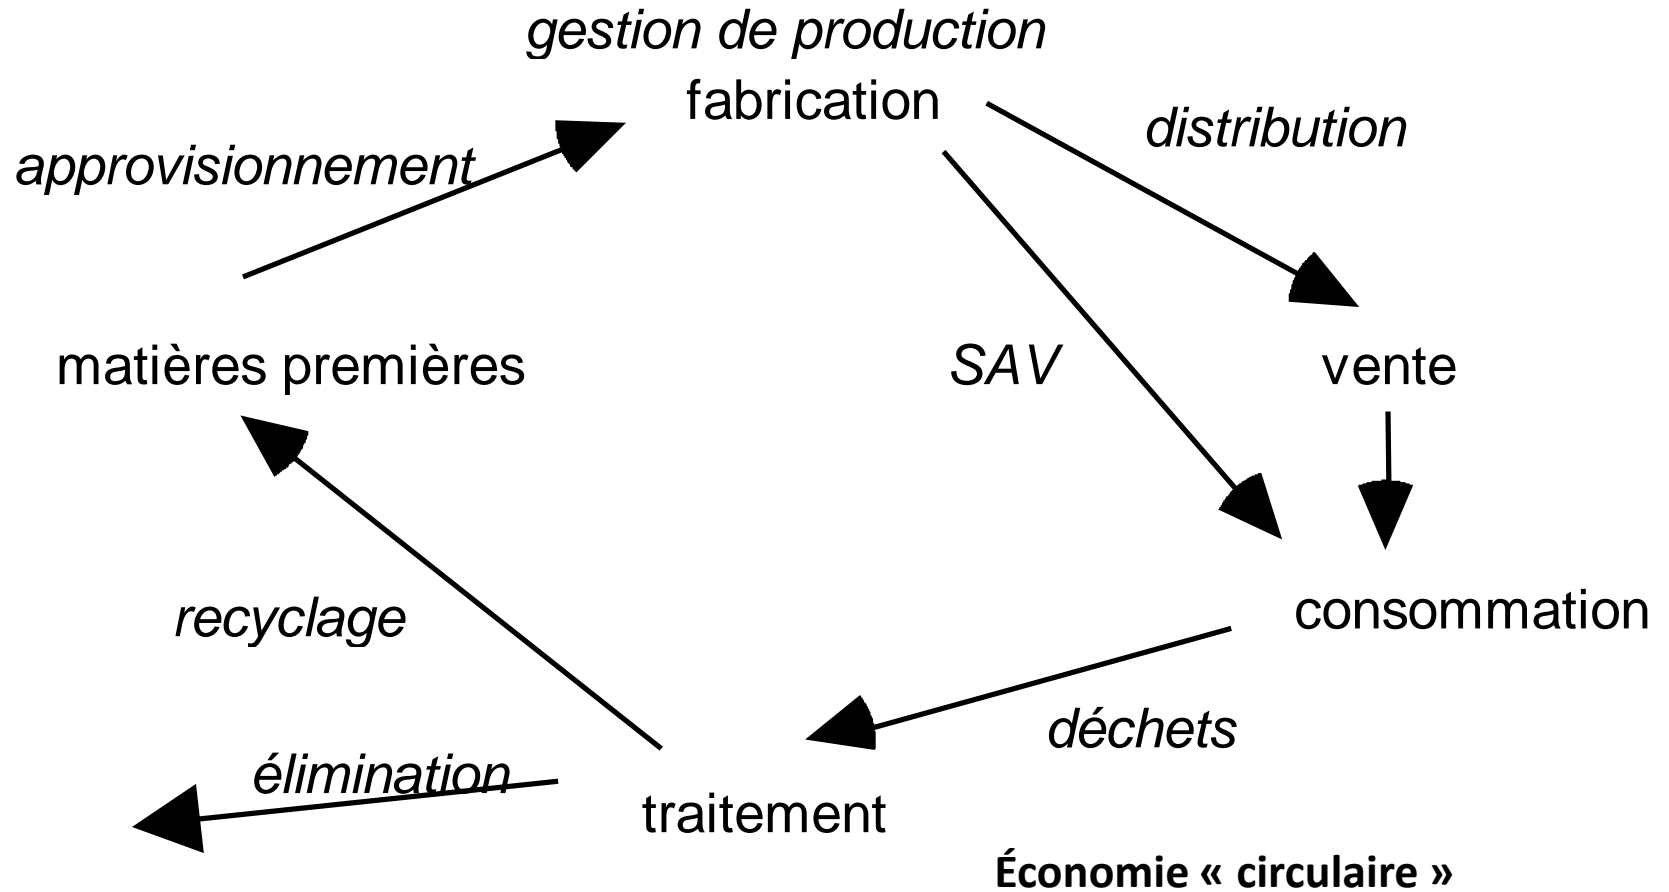 gestion de production
fabrication
distribution
approvisionnement
matières premières
SAV
vente
recyclage
consommation
déchets
élimination
traitement
Économie « circulaire »